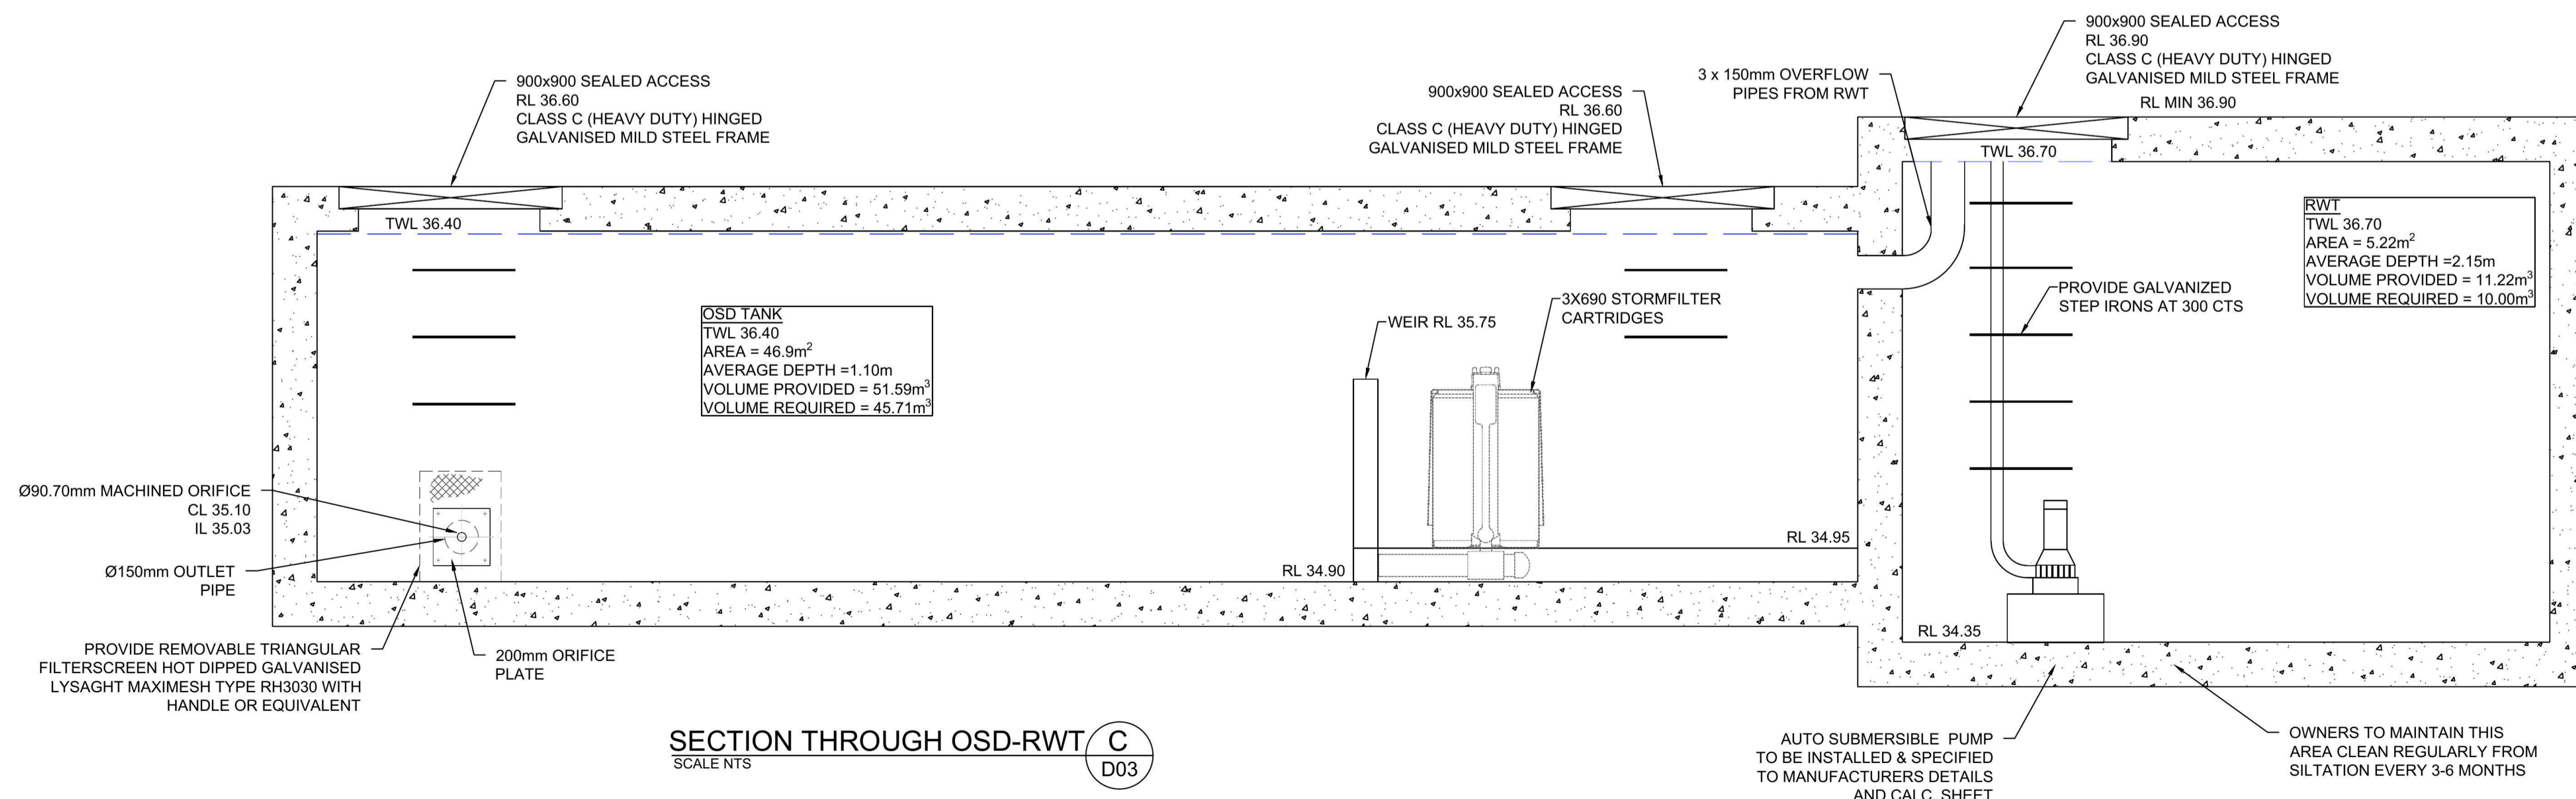 900x900 SEALED ACCESS
RL 36.60
CLASS C (HEAVY DUTY) HINGED
GALVANISED MILD STEEL FRAME
900x900 SEALED ACCESS
RL 36.60
CLASS C (HEAVY DUTY) HINGED
GALVANISED MILD STEEL FRAME
3 x 150mm OVERFLOW
PIPES FROM RWT
900x900 SEALED ACCESS
RL 36.90
CLASS C (HEAVY DUTY) HINGED
GALVANISED MILD STEEL FRAME
RL MIN 36.90
TWL 36.40
TWL 36.70
OSD TANK
TWL 36.40
AREA = 46.9m²
AVERAGE DEPTH =1.10m
VOLUME PROVIDED = 51.59m³
VOLUME REQUIRED = 45.71m³
WEIR RL 35.75
3X690 STORMFILTER
CARTRIDGES
PROVIDE GALVANIZED
STEP IRONS AT 300 CTS
RWT
TWL 36.70
AREA = 5.22m²
AVERAGE DEPTH =2.15m
VOLUME PROVIDED = 11.22m³
VOLUME REQUIRED = 10.00m³
Ø90.70mm MACHINED ORIFICE
CL 35.10
IL 35.03
Ø150mm OUTLET
PIPE
PROVIDE REMOVABLE TRIANGULAR
FILTERSCREEN HOT DIPPED GALVANISED
LYSAGHT MAXIMESH TYPE RH3030 WITH
HANDLE OR EQUIVALENT
200mm ORIFICE
PLATE
RL 34.90
RL 34.95
RL 34.35
SECTION THROUGH OSD-RWT
SCALE NTS
C
D03
AUTO SUBMERSIBLE PUMP
TO BE INSTALLED & SPECIFIED
TO MANUFACTURERS DETAILS
AND CALC. SHEET
OWNERS TO MAINTAIN THIS
AREA CLEAN REGULARLY FROM
SILTATION EVERY 3-6 MONTHS